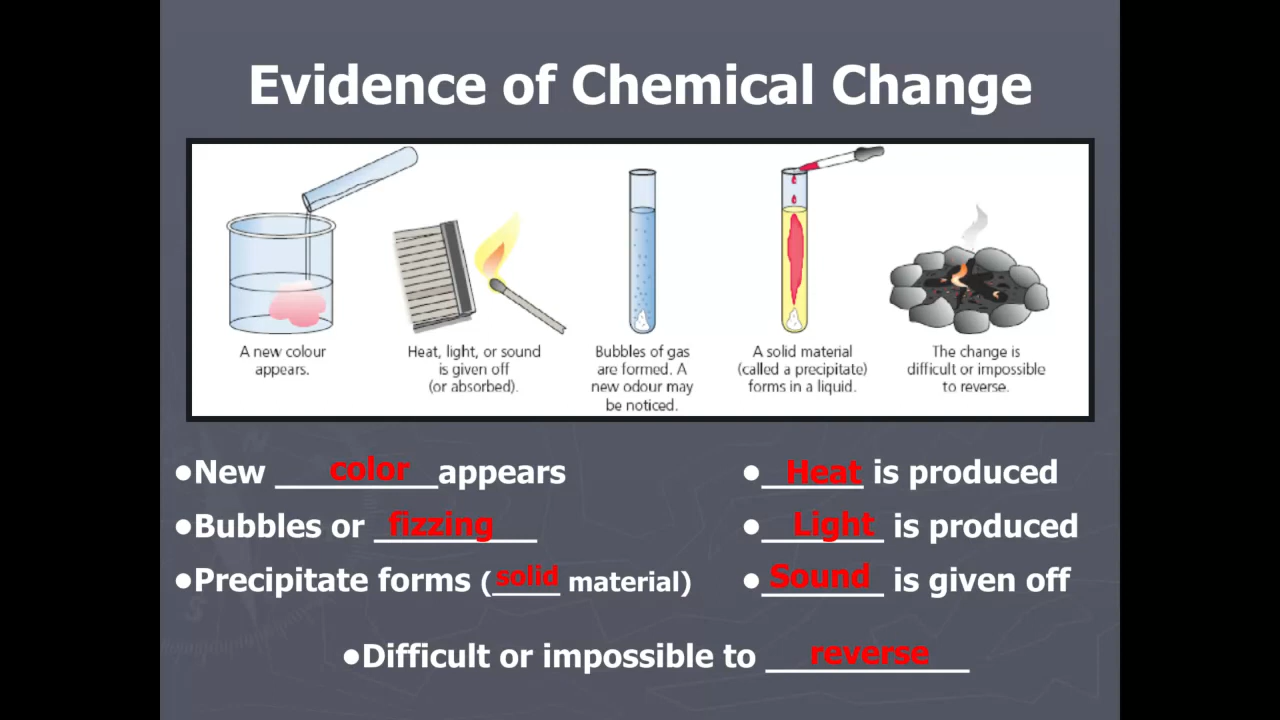 Evidence of Chemical Change
A new colour
appears.
Heat, light, or sound
is given off
(or absorbed).
Bubbles of gas
are formed. A
new odour may
be noticed.
A solid material
(called a precipitate)
forms in a liquid.
The change is
difficult or impossible
to reverse.
●New color appears
●Bubbles or fizzing
●Precipitate forms (solid material)
●Heat is produced
●Light is produced
●Sound is given off
●Difficult or impossible to reverse